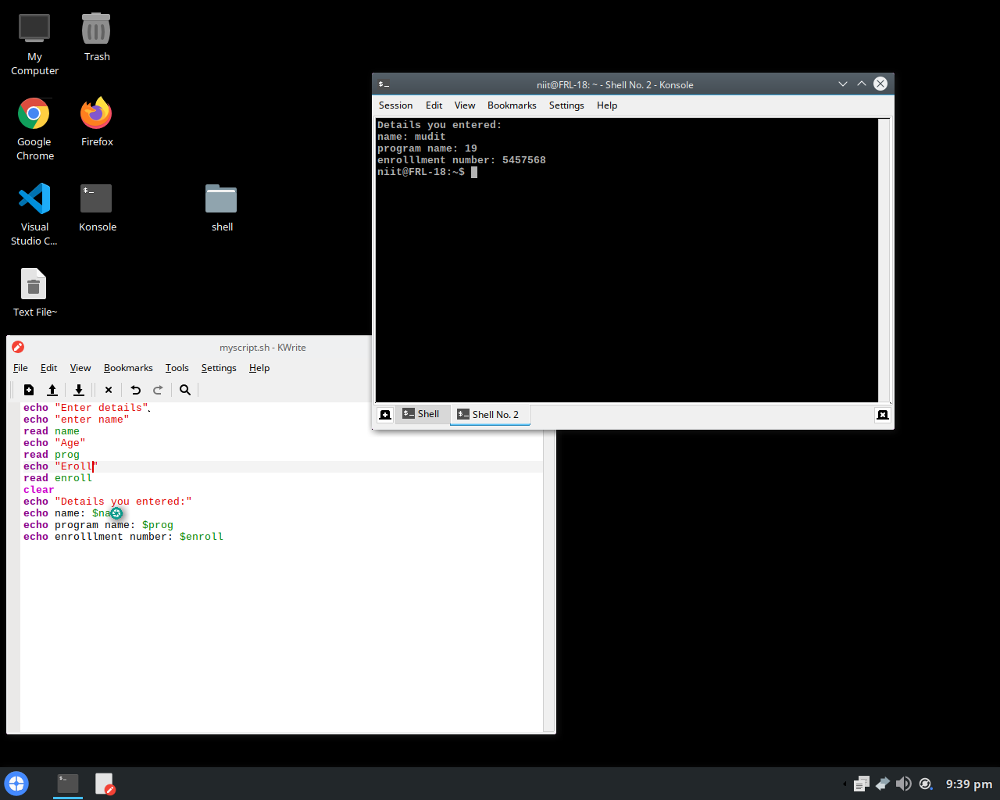 My Computer
Trash
Google Chrome
Firefox
Visual Studio C...
Konsole
shell
Text File~
niit@FRL-18: ~ - Shell No. 2 - Konsole
Session Edit View Bookmarks Settings Help
Details you entered:
name: mudit
program name: 19
enrolllment number: 5457568
niit@FRL-18:~$
Shell
Shell No. 2
myscript.sh - KWrite
File Edit View Bookmarks Tools Settings Help
echo "Enter details"
echo "enter name"
read name
echo "Age"
read prog
echo "Eroll"
read enroll
clear
echo "Details you entered:"
echo name:
echo program name: $prog
echo enrolllment number: $enroll
9:39 pm